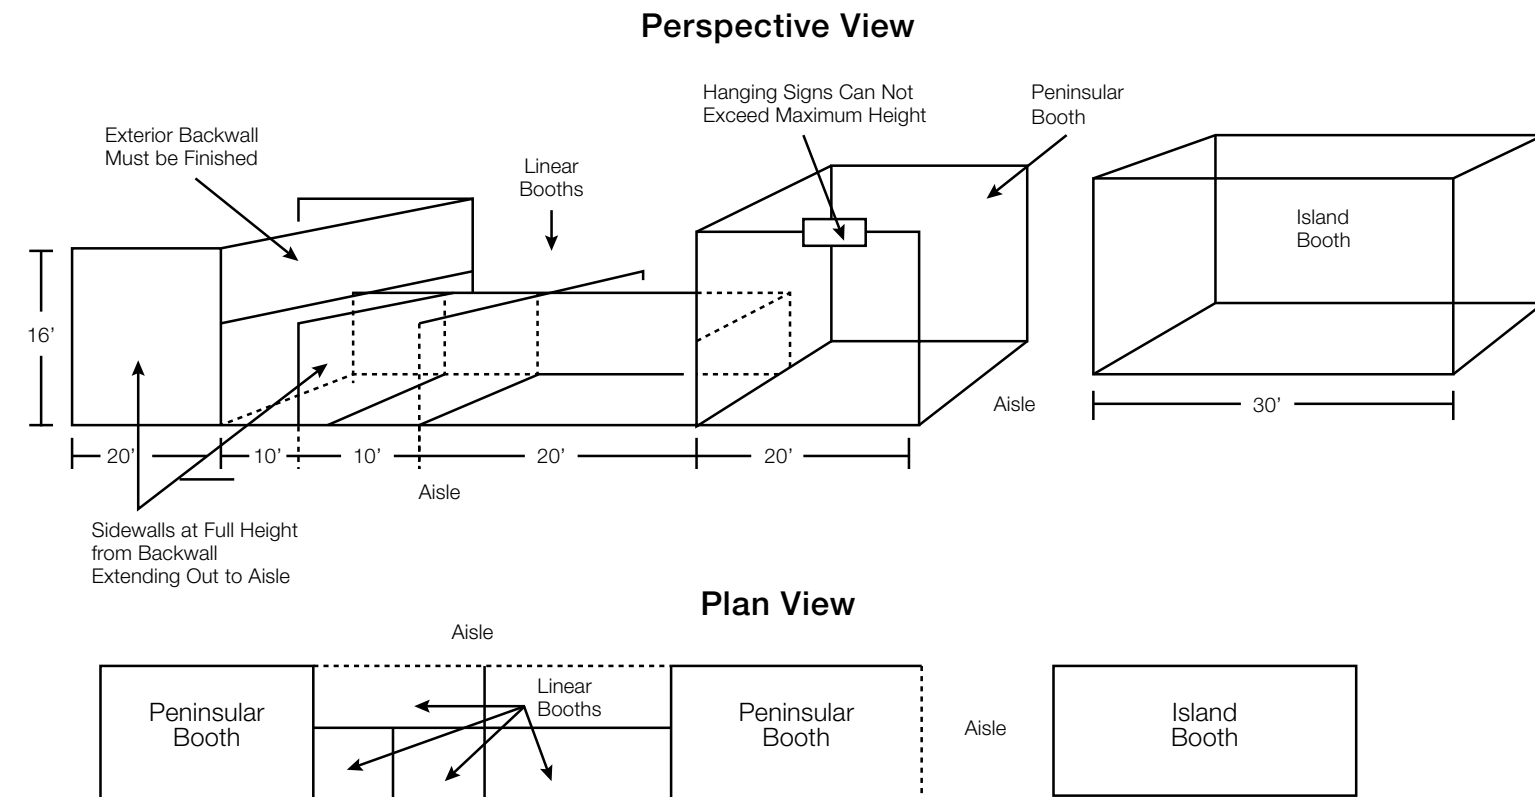 Perspective View
Hanging Signs Can Not
Exceed Maximum Height
Peninsular
Booth
Exterior Backwall
Must be Finished
Linear
Booths
Island
Booth
16’
Aisle
30’
20’
10’
10’
20’
20’
Aisle
Sidewalls at Full Height
from Backwall
Extending Out to Aisle
Plan View
Aisle
Peninsular
Booth
Linear
Booths
Peninsular
Booth
Aisle
Island
Booth